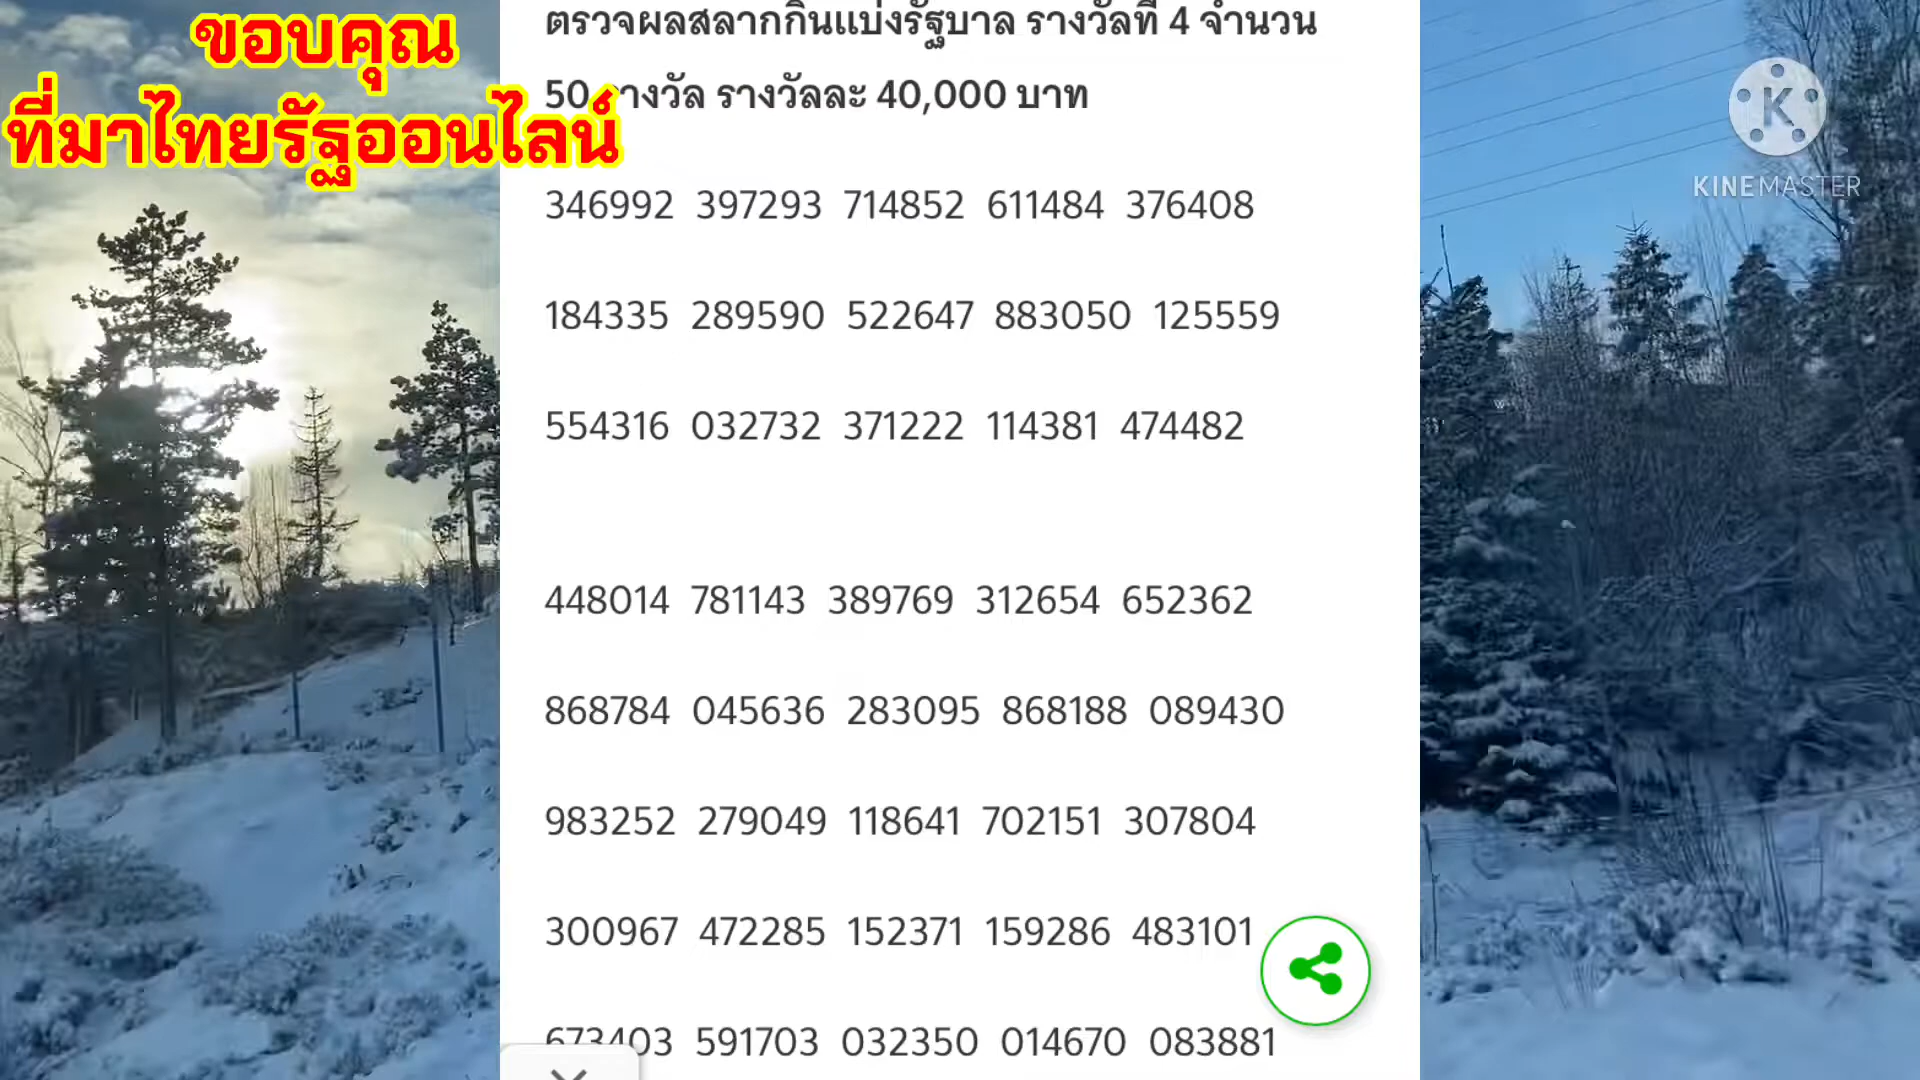 ขอบคุณ
ที่มาไทยรัฐออนไลน์
ตรวจผลสลากกินแบ่งรัฐบาล รางวัลที่ 4 จำนวน
50 รางวัล รางวัลละ 40,000 บาท
346992 397293 714852 611484 376408
184335 289590 522647 883050 125559
554316 032732 371222 114381 474482
448014 781143 389769 312654 652362
868784 045636 283095 868188 089430
983252 279049 118641 702151 307804
300967 472285 152371 159286 483101
673403 591703 032350 014670 083881
K
KINEMASTER